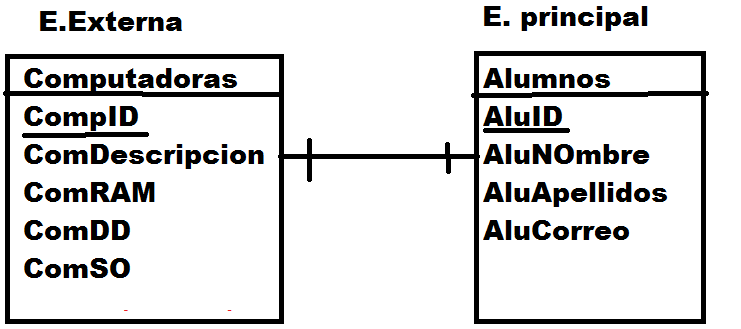 E.Externa
Computadoras
CompID
ComDescripcion
ComRAM
ComDD
ComSO
E. principal
Alumnos
AluID
AluNOmbre
AluApellidos
AluCorreo